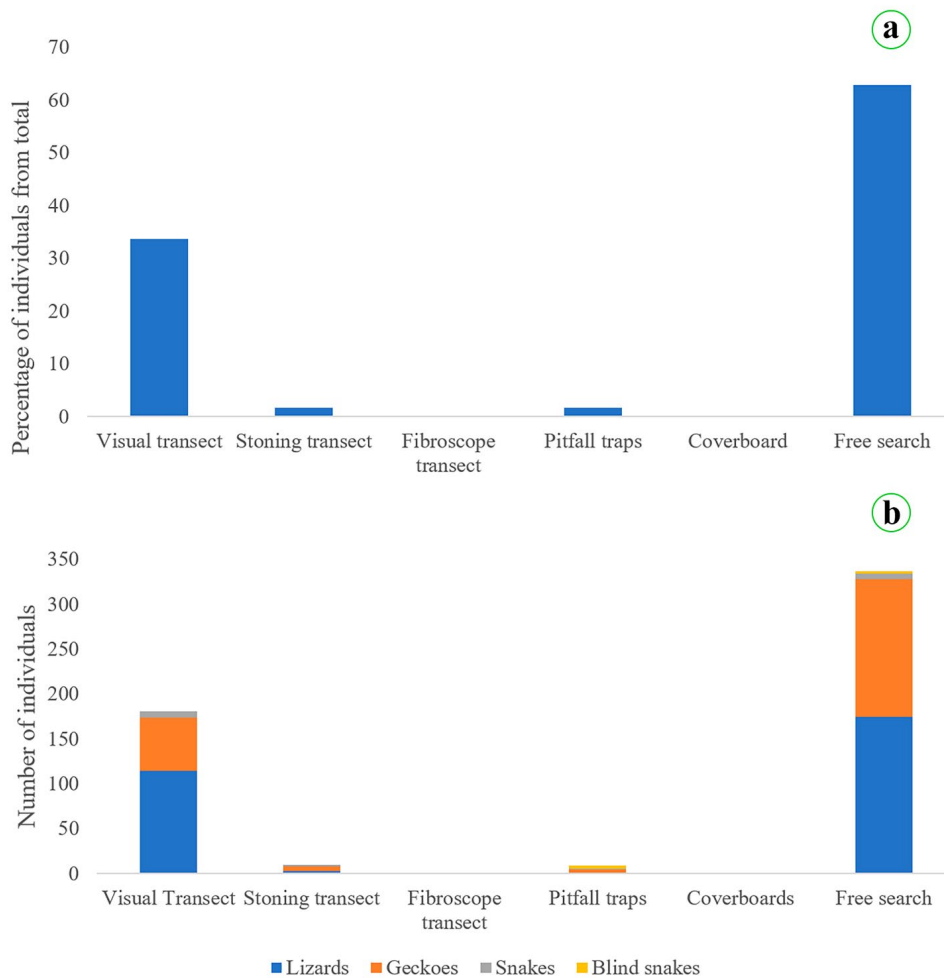 a
Percentage of individuals from total
70
60
50
40
30
20
10
0
Visual transect
Stoning transect
Fibroscope
transect
Pitfall traps
Coverboard
Free search
b
Number of individuals
350
300
250
200
150
100
50
0
Visual Transect
Stoning transect
Fibroscope
transect
Pitfall traps
Coverboards
Free search
Lizards
Geckoes
Snakes
Blind snakes